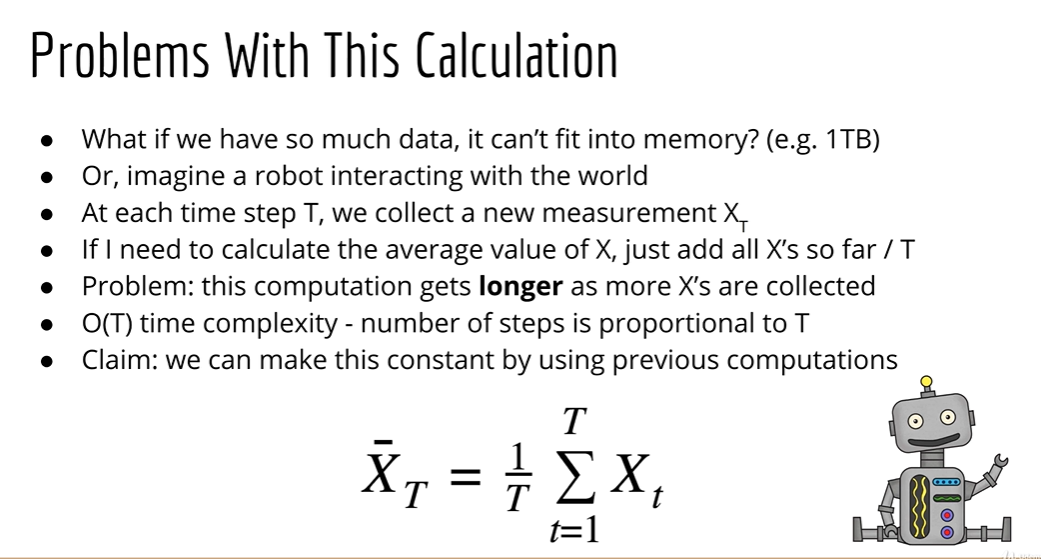 Problems With This Calculation
● What if we have so much data, it can't fit into memory? (e.g. 1TB)
● Or, imagine a robot interacting with the world
● At each time step T, we collect a new measurement X_T
● If I need to calculate the average value of X, just add all X's so far / T
● Problem: this computation gets longer as more X's are collected
● O(T) time complexity - number of steps is proportional to T
● Claim: we can make this constant by using previous computations
X̄_T = 1/T ∑_{t=1}^{T} X_t